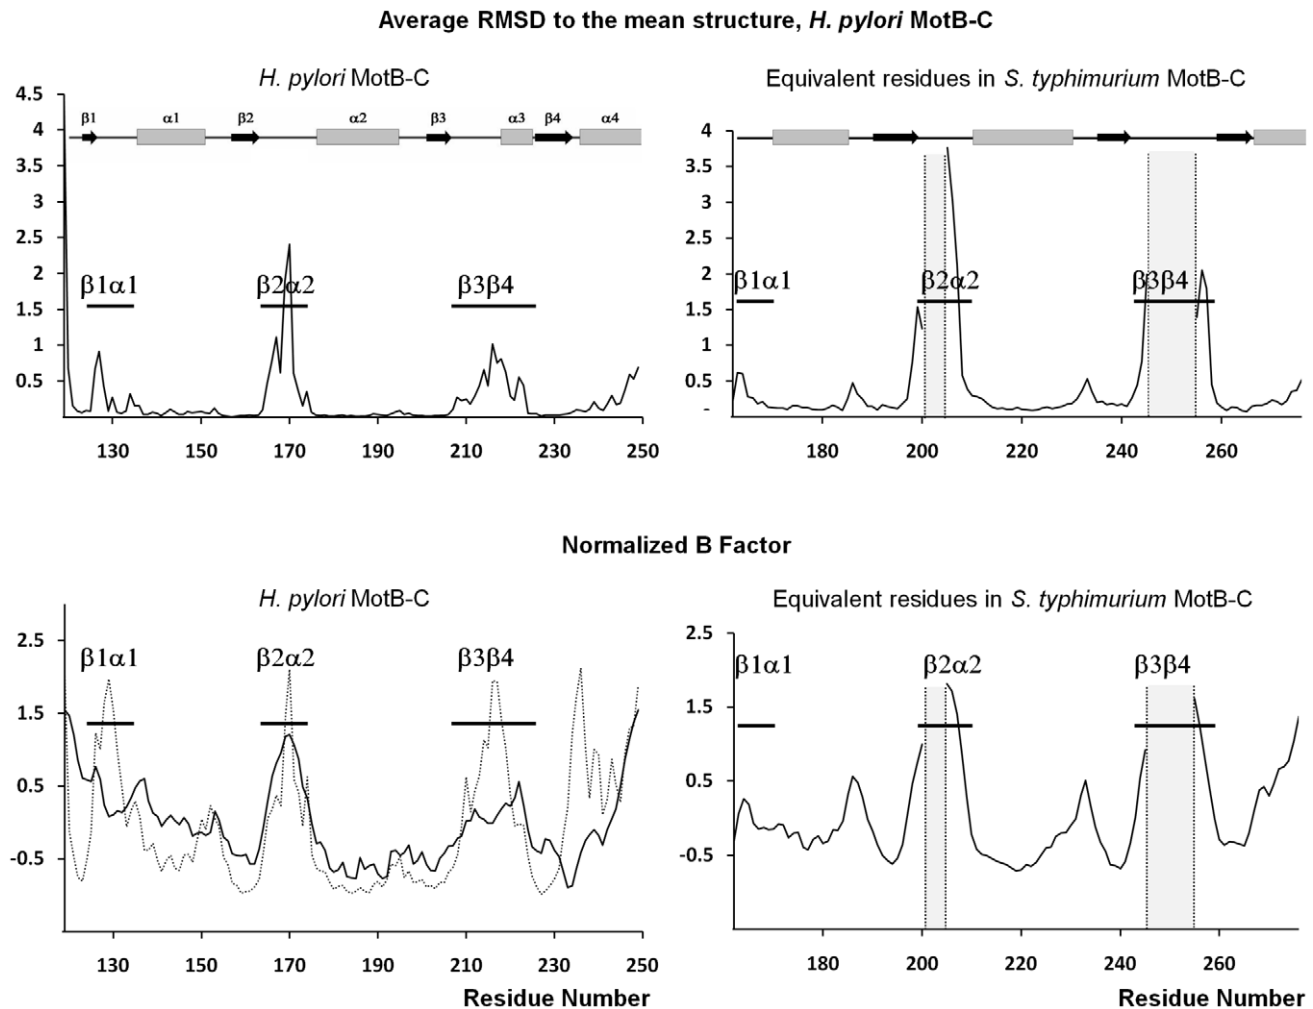 Average RMSD to the mean structure, H. pylori MotB-C
H. pylori MotB-C
4.5
4
3.5
3
2.5
2
1.5
1
0.5
β1 α1 β2 α2 β3 α3 β4 α4
β1α1 β2α2 β3β4
130 150 170 190 210 230 250
Equivalent residues in S. typhimurium MotB-C
4
3.5
3
2.5
2
1.5
1
0.5
-
β1α1 β2α2 β3β4
180 200 220 240 260
Normalized B Factor
H. pylori MotB-C
2.5
1.5
0.5
-0.5
β1α1 β2α2 β3β4
130 150 170 190 210 230 250
Residue Number
Equivalent residues in S. typhimurium MotB-C
2.5
1.5
0.5
-0.5
β1α1 β2α2 β3β4
180 200 220 240 260
Residue Number